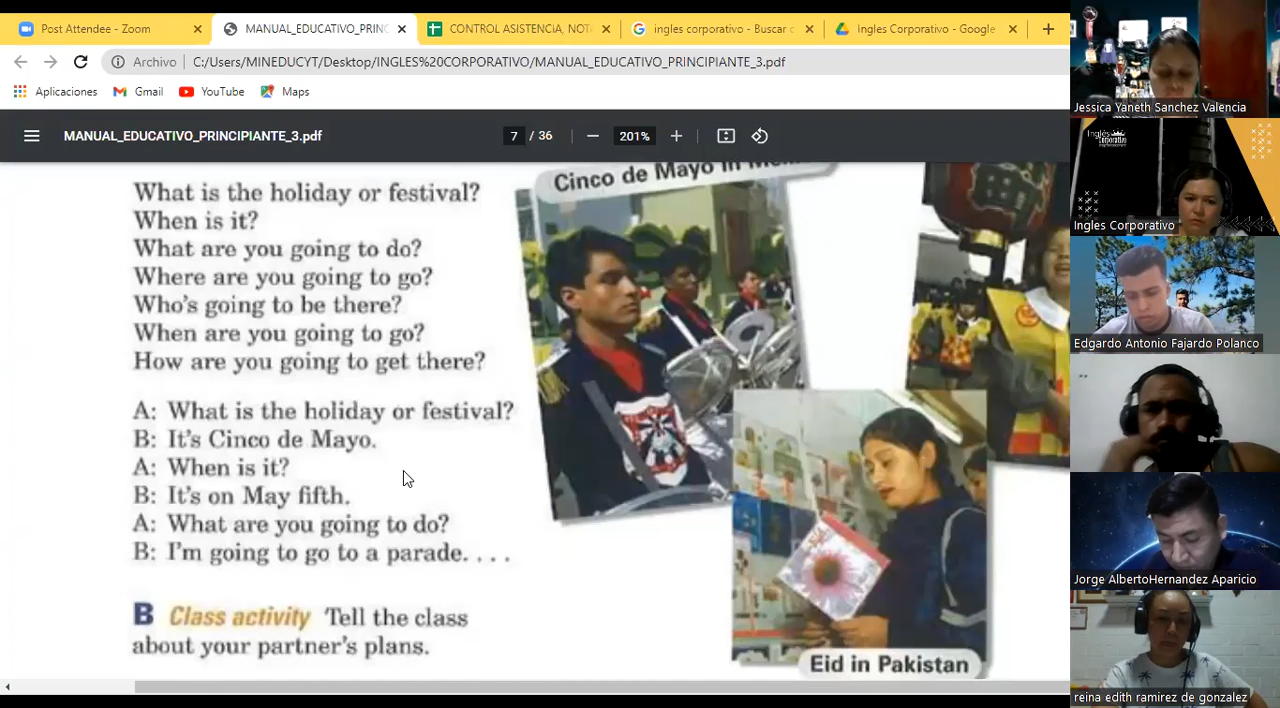 Post Attendee - Zoom
MANUAL_EDUCATIVO_PRINC
CONTROL ASISTENCIA, NOT
ingles corporativo - Buscar c
Ingles Corporativo - Google
Archivo
C:/Users/MINEDUCYT/Desktop/INGLES%20CORPORATIVO/MANUAL_EDUCATIVO_PRINCIPIANTE_3.pdf
Aplicaciones
Gmail
YouTube
Maps
MANUAL_EDUCATIVO_PRINCIPIANTE_3.pdf
7 / 36
201%
What is the holiday or festival?
When is it?
What are you going to do?
Where are you going to go?
Who's going to be there?
When are you going to go?
How are you going to get there?
A: What is the holiday or festival?
B: It's Cinco de Mayo.
A: When is it?
B: It's on May fifth.
A: What are you going to do?
B: I'm going to go to a parade. . . .
B Class activity Tell the class
about your partner's plans.
Cinco de Mayo in
Eid in Pakistan
Jessica Yaneth Sanchez Valencia
Inglés
Corporativo
Ingles Corporativo
Edgardo Antonio Fajardo Polanco
Jorge AlbertoHernandez Aparicio
reina edith ramirez de gonzalez